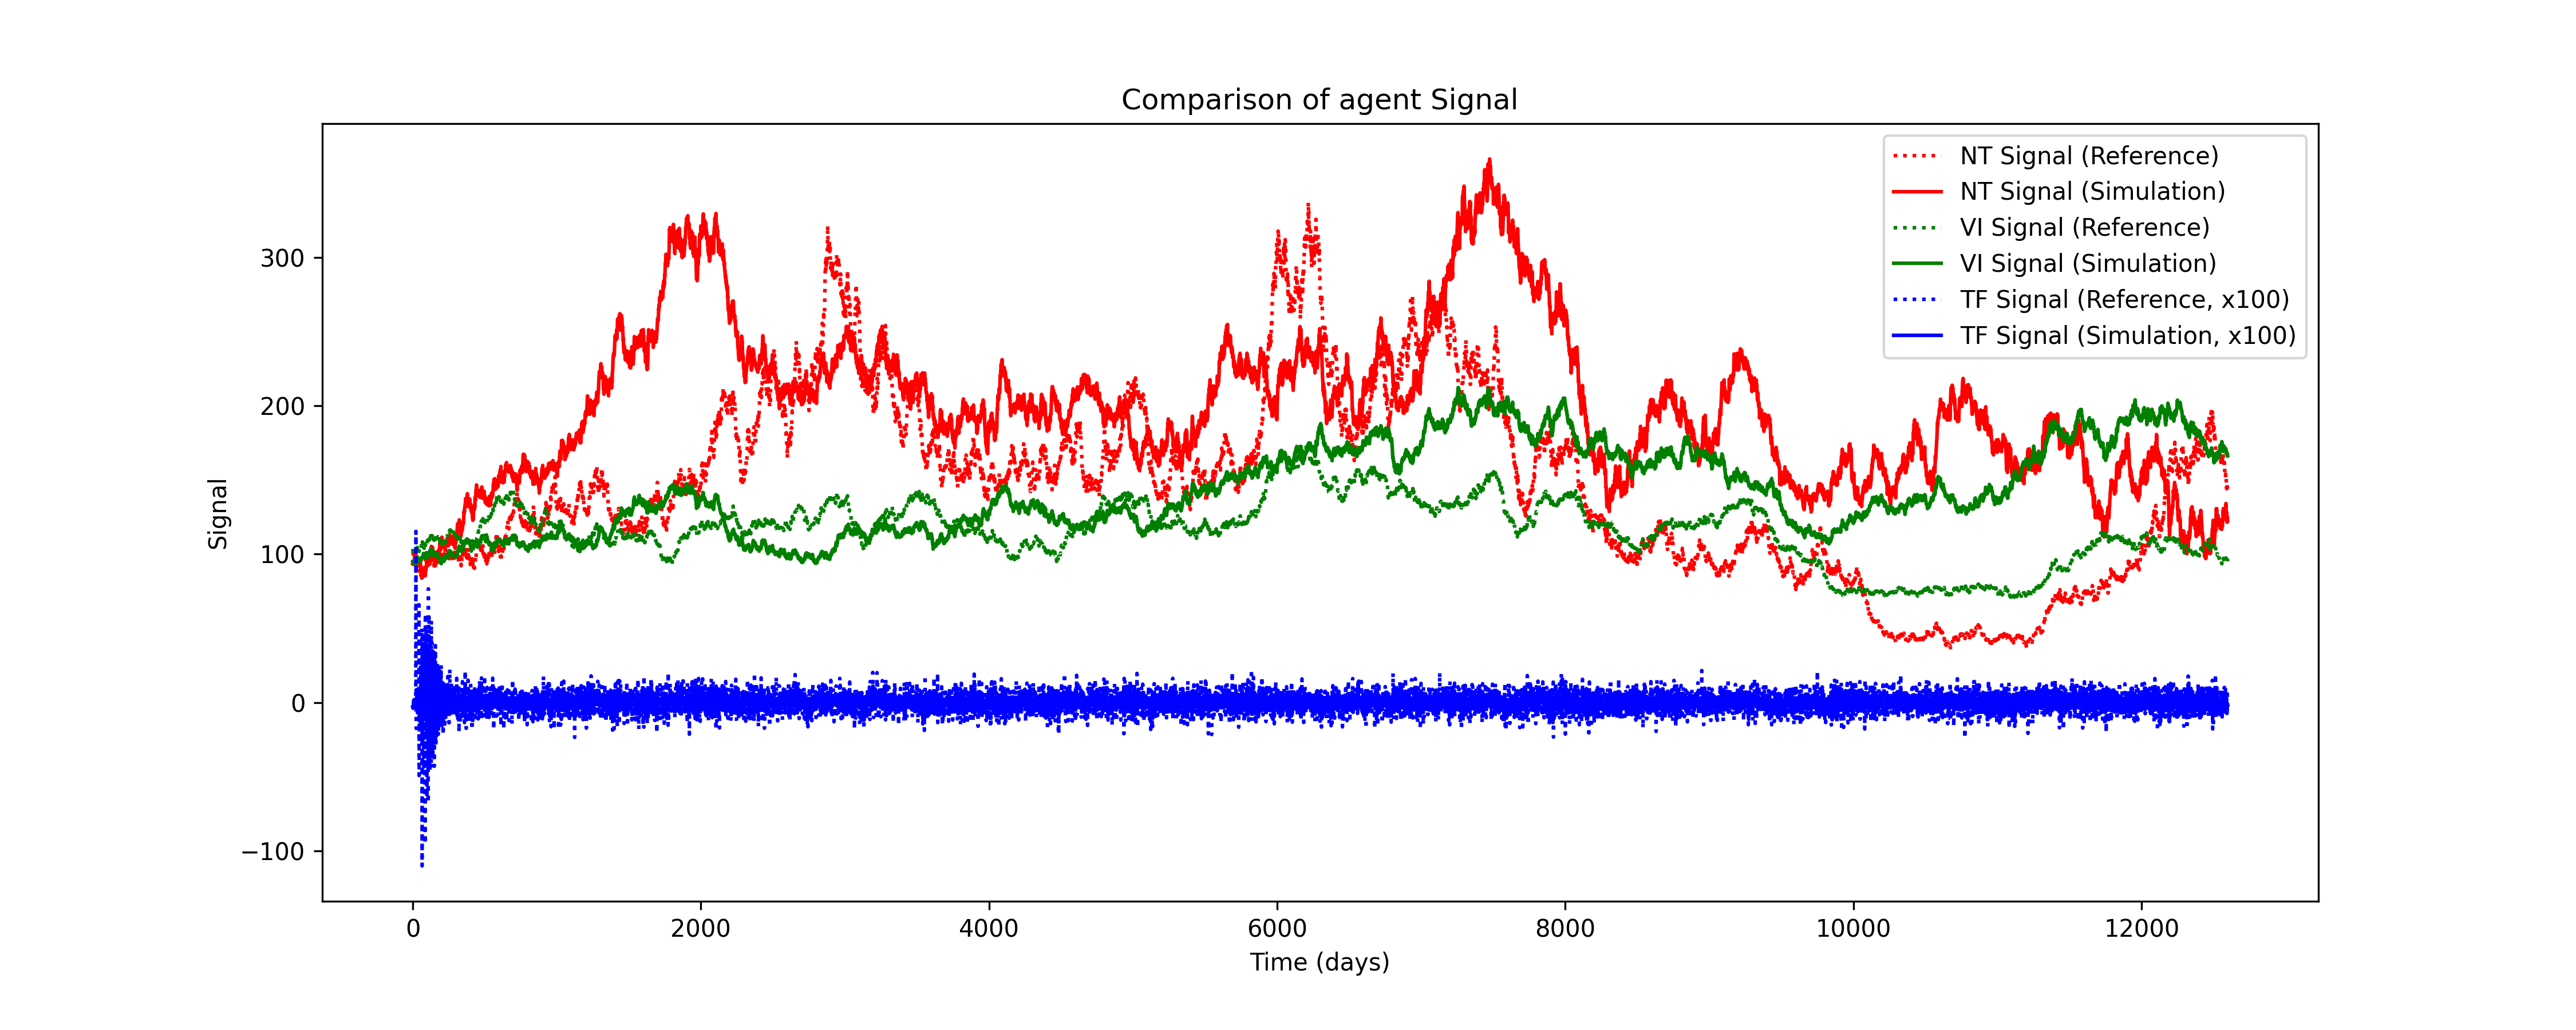 Comparison of agent Signal
NT Signal (Reference)
NT Signal (Simulation)
VI Signal (Reference)
VI Signal (Simulation)
TF Signal (Reference, x100)
TF Signal (Simulation, x100)
Signal
300
200
100
0
−100
0 2000 4000 6000 8000 10000 12000
Time (days)